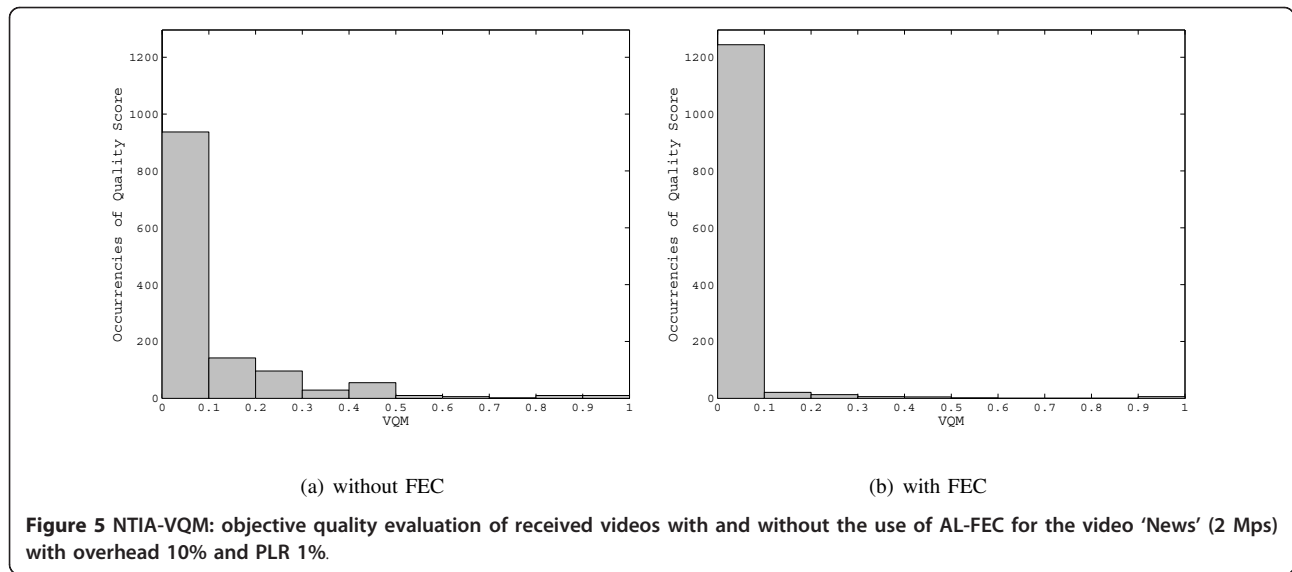 Occurrencies of Quality Score
1200
1000
800
600
400
200
0
0 0.1 0.2 0.3 0.4 0.5 0.6 0.7 0.8 0.9 1
VQM
(a) without FEC
Occurrencies of Quality Score
1200
1000
800
600
400
200
0
0 0.1 0.2 0.3 0.4 0.5 0.6 0.7 0.8 0.9 1
VQM
(b) with FEC
Figure 5 NTIA-VQM: objective quality evaluation of received videos with and without the use of AL-FEC for the video ‘News’ (2 Mps)
with overhead 10% and PLR 1%.